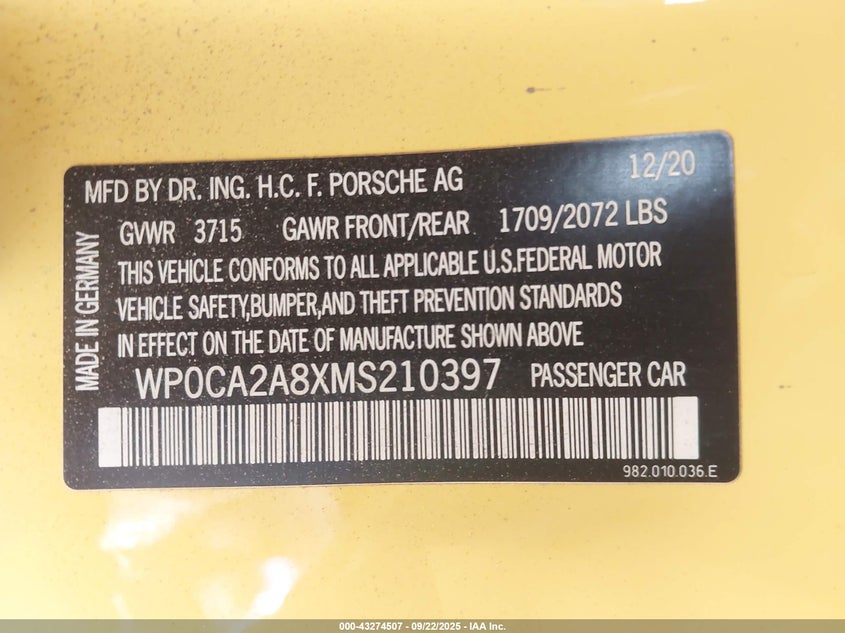 MFD BY DR. ING. H.C. F. PORSCHE AG 12/20
GVWR 3715 GAWR FRONT/REAR 1709/2072 LBS
THIS VEHICLE CONFORMS TO ALL APPLICABLE U.S.FEDERAL MOTOR
VEHICLE SAFETY,BUMPER,AND THEFT PREVENTION STANDARDS
IN EFFECT ON THE DATE OF MANUFACTURE SHOWN ABOVE
MADE IN GERMANY
WP0CA2A8XMS210397 PASSENGER CAR
982.010.036.E
000-43274507 - 09/22/2025 - IAA Inc.